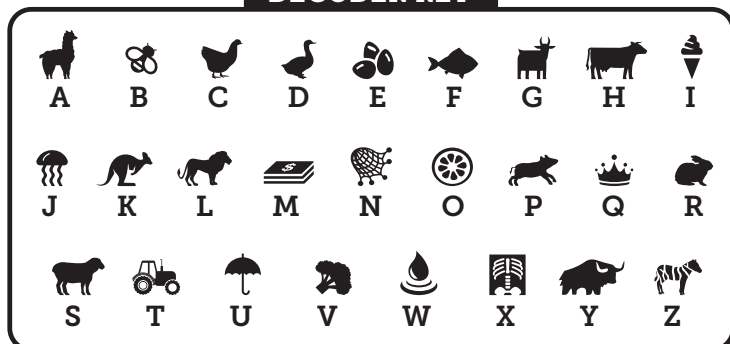 DECODER KEY
A B C D E F G H I
$
J K L M N O P Q R
S T U V W X Y Z